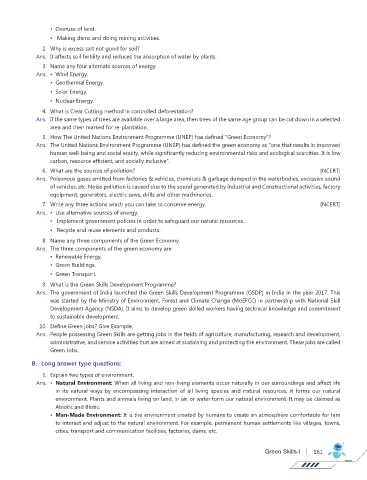 • Overuse of land.
• Making dams and doing mining activities.
2. Why is excess salt not good for soil?
Ans. It affects soil fertility and reduces the absorption of water by plants.
3. Name any four alternate sources of energy.
Ans. • Wind Energy.
• Geothermal Energy.
• Solar Energy.
• Nuclear Energy.
4. What is Clear Cutting method in controlled deforestation?
Ans. If the same types of trees are available over a large area, then trees of the same age group can be cut down in a selected
area and then marked for re-plantation.
5. How The United Nations Environment Programme (UNEP) has defined "Green Economy"?
Ans. The United Nations Environment Programme (UNEP) has defined the green economy as "one that results in improved
human well-being and social equity, while significantly reducing environmental risks and ecological scarcities. It is low
carbon, resource efficient, and socially inclusive".
6. What are the sources of pollution? [NCERT]
Ans. Poisonous gases emitted from factories & vehicles, chemicals & garbage dumped in the waterbodies, excessive sound
of vehicles, etc. Noise pollution is caused due to the sound generated by Industrial and Constructional activities, factory
equipment, generators, electric saws, drills and other machineries.
7. Write any three actions which you can take to conserve energy. [NCERT]
Ans. • Use alternative sources of energy.
• Implement government policies in order to safeguard our natural resources.
• Recycle and reuse elements and products.
8. Name any three components of the Green Economy.
Ans. The three components of the green economy are:
• Renewable Energy.
• Green Buildings.
• Green Transport.
9. What is the Green Skills Development Programme?
Ans. The government of India launched the Green Skills Development Programme (GSDP) in India in the year 2017. This
was started by the Ministry of Environment, Forest and Climate Change (MoEFCC) in partnership with National Skill
Development Agency (NSDA). It aims to develop green skilled workers having technical knowledge and commitment
to sustainable development.
10. Define Green Jobs? Give Example.
Ans. People possessing Green Skills are getting jobs in the fields of agriculture, manufacturing, research and development,
administrative, and service activities that are aimed at sustaining and protecting the environment. These jobs are called
Green Jobs.
B. Long answer type questions:
1. Explain two types of environment.
Ans. • Natural Environment: When all living and non-living elements occur naturally in our surroundings and affect life
in its natural ways by encompassing interaction of all living species and natural resources, it forms our natural
environment. Plants and animals living on land, in air, or water form our natural environment. It may be claimed as
Abiotic and Biotic.
• Man-Made Environment: It is the environment created by humans to create an atmosphere comfortable for him
to interact and adjust to the natural environment. For example, permanent human settlements like villages, towns,
cities, transport and communication facilities, factories, dams, etc.
Green Skills-I | 161